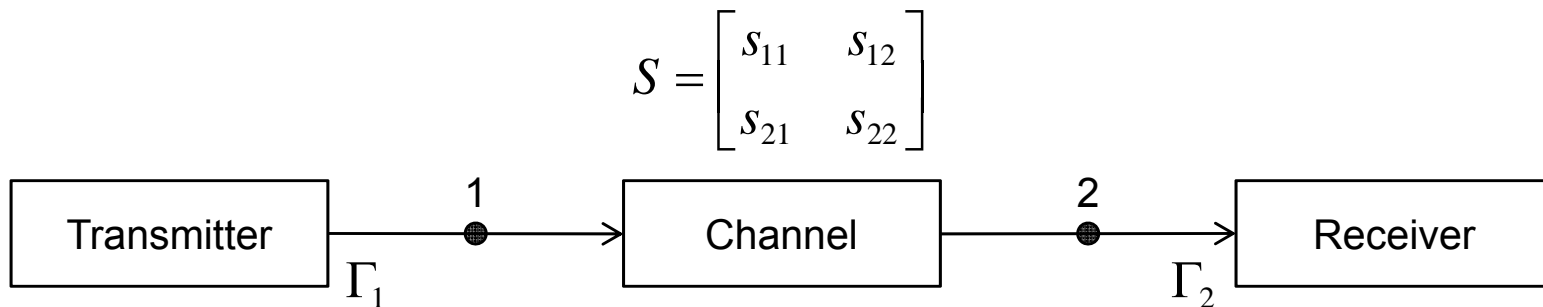 S = [ s11 s12
s21 s22 ]
1 2
Transmitter Channel Receiver
Γ1 Γ2